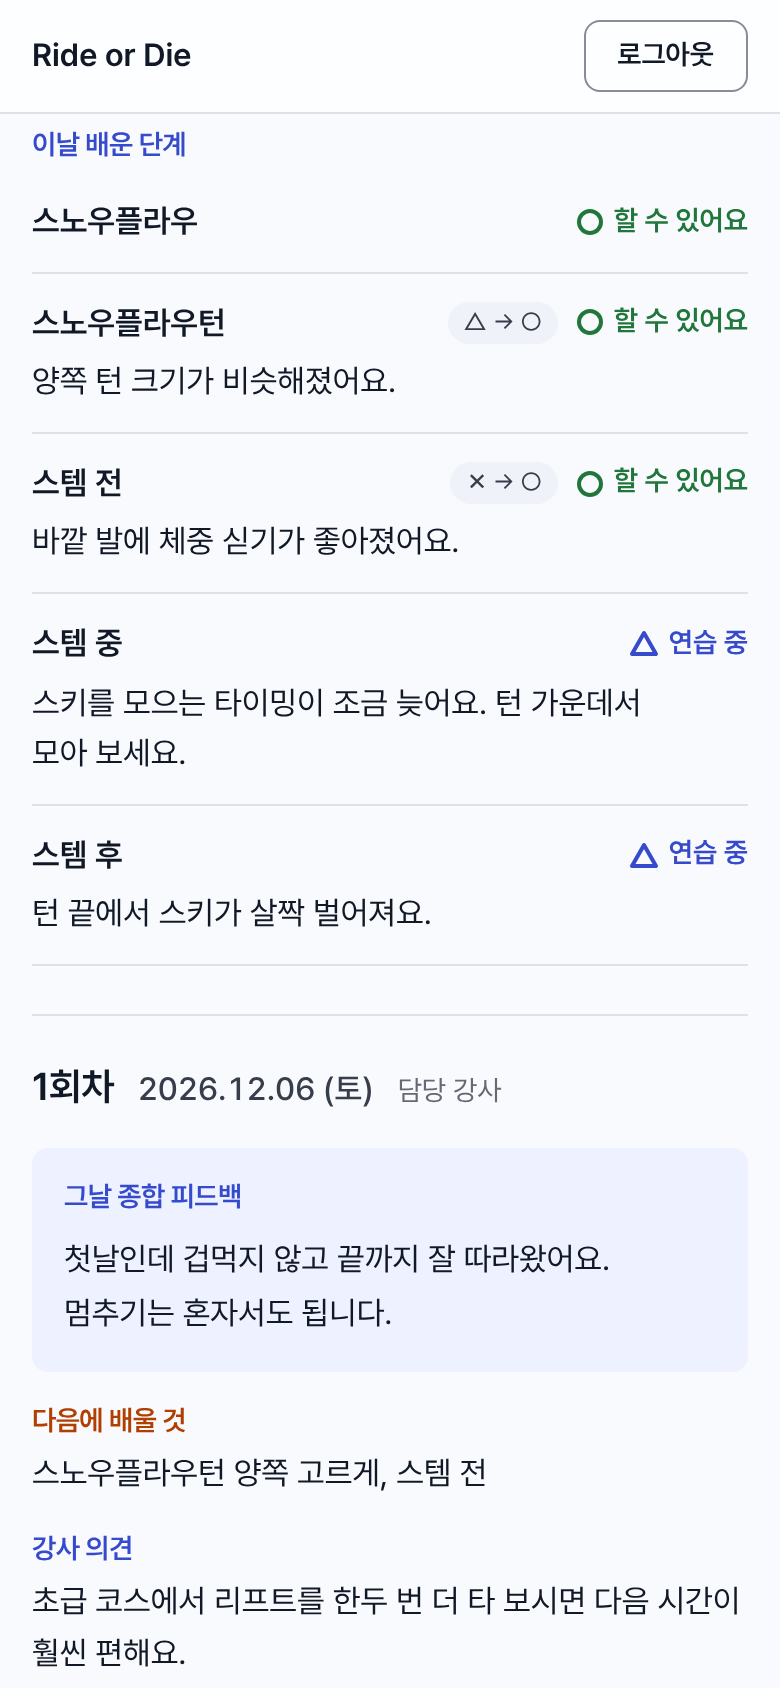 Ride or Die
로그아웃
이날 배운 단계
스노우플라우 ○ 할 수 있어요
스노우플라우턴 △ → ○ ○ 할 수 있어요
양쪽 턴 크기가 비슷해졌어요.
스템 전 ✕ → ○ ○ 할 수 있어요
바깥 발에 체중 싣기가 좋아졌어요.
스템 중 △ 연습 중
스키를 모으는 타이밍이 조금 늦어요. 턴 가운데서
모아 보세요.
스템 후 △ 연습 중
턴 끝에서 스키가 살짝 벌어져요.
1회차 2026.12.06 (토) 담당 강사
그날 종합 피드백
첫날인데 겁먹지 않고 끝까지 잘 따라왔어요.
멈추기는 혼자서도 됩니다.
다음에 배울 것
스노우플라우턴 양쪽 고르게, 스템 전
강사 의견
초급 코스에서 리프트를 한두 번 더 타 보시면 다음 시간이
훨씬 편해요.